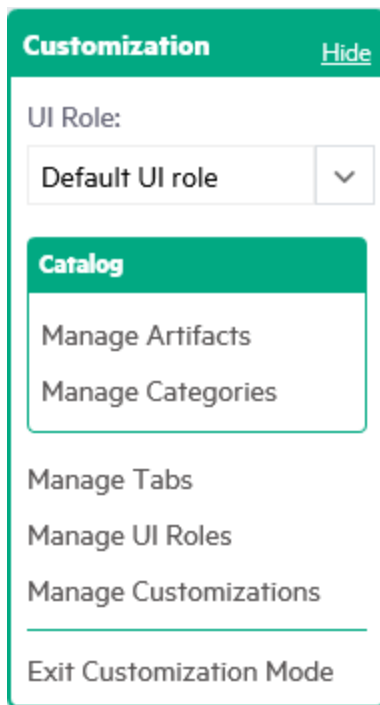 Customization
Hide
UI Role:
Default UI role
Catalog
Manage Artifacts
Manage Categories
Manage Tabs
Manage UI Roles
Manage Customizations
Exit Customization Mode